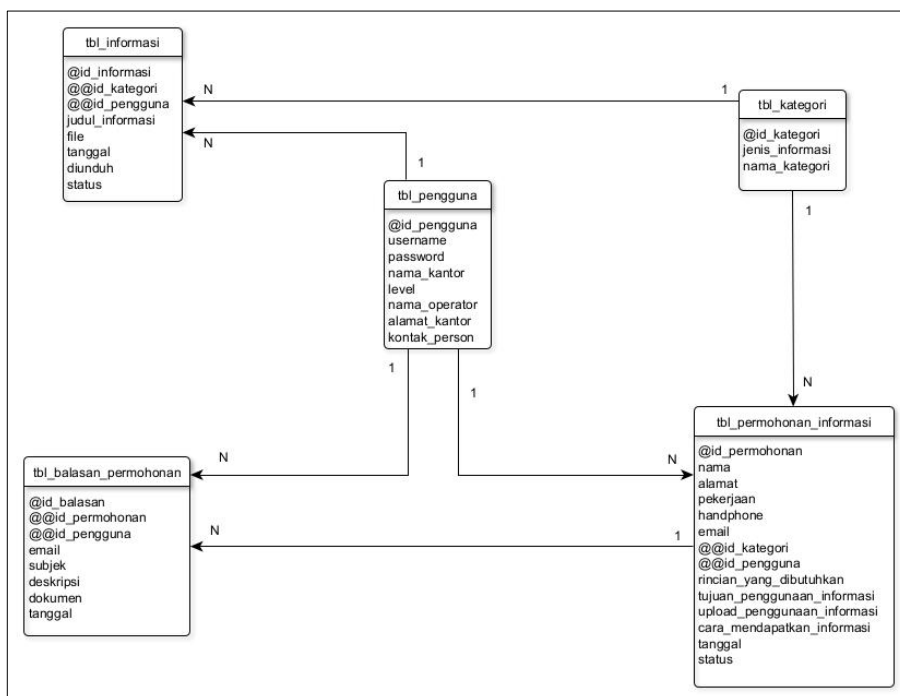 tbl_informasi
@id_informasi
@@id_kategori
@@id_pengguna
judul_informasi
file
tanggal
diunduh
status
N
1
N
1
tbl_kategori
@id_kategori
jenis_informasi
nama_kategori
1
N
tbl_pengguna
@id_pengguna
username
password
nama_kantor
level
nama_operator
alamat_kantor
kontak_person
1
1
N
N
tbl_balasan_permohonan
@id_balasan
@@id_permohonan
@@id_pengguna
email
subjek
deskripsi
dokumen
tanggal
N
1
tbl_permohonan_informasi
@id_permohonan
nama
alamat
pekerjaan
handphone
email
@@id_kategori
@@id_pengguna
rincian_yang_dibutuhkan
tujuan_penggunaan_informasi
upload_penggunaan_informasi
cara_mendapatkan_informasi
tanggal
status